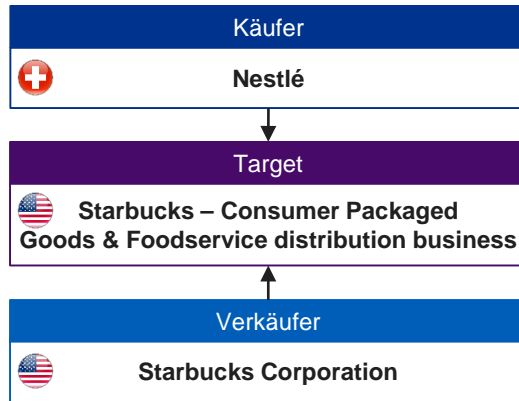 Käufer
Nestlé
Target
Starbucks – Consumer Packaged
Goods & Foodservice distribution business
Verkäufer
Starbucks Corporation